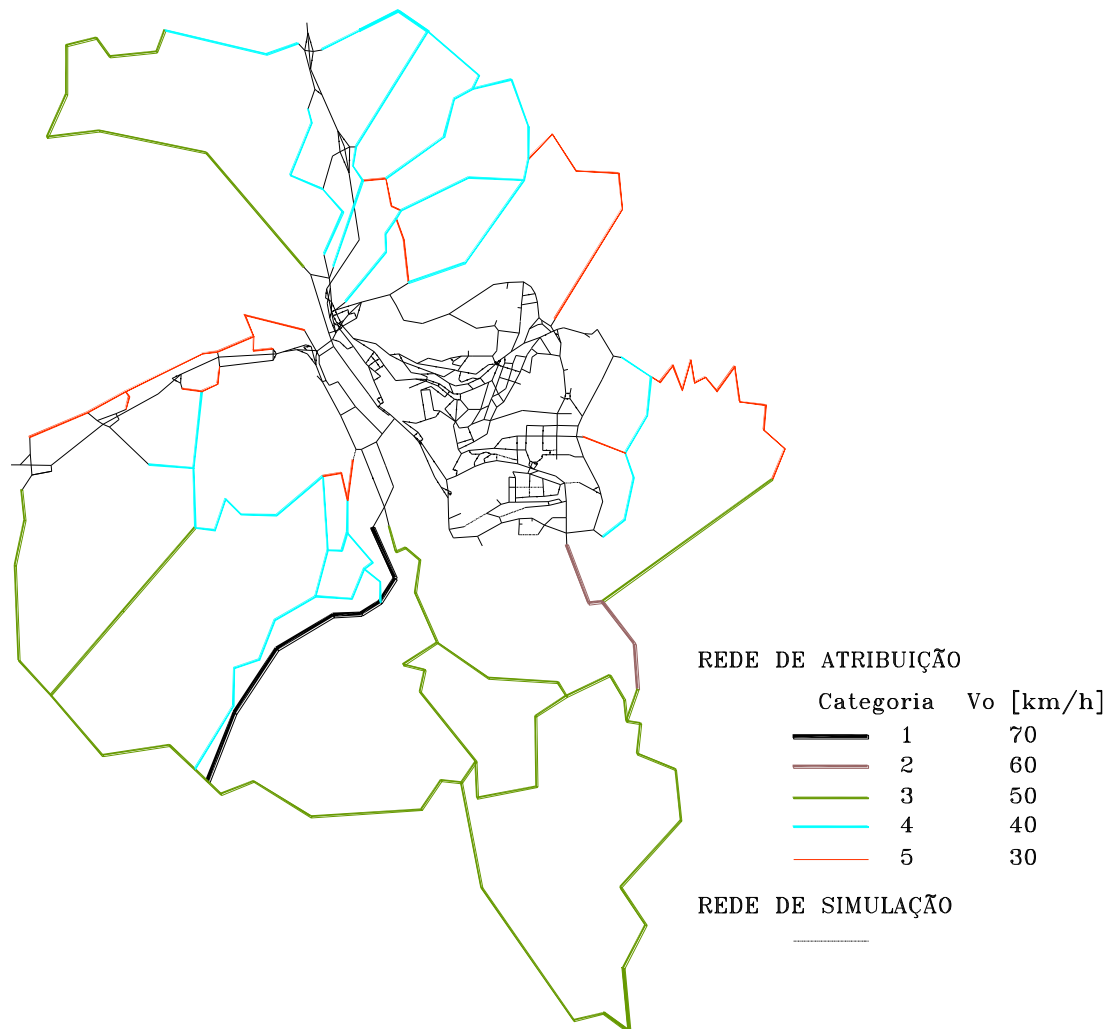 REDE DE ATRIBUIÇÃO
Categoria Vo [km/h]
1 70
2 60
3 50
4 40
5 30
REDE DE SIMULAÇÃO